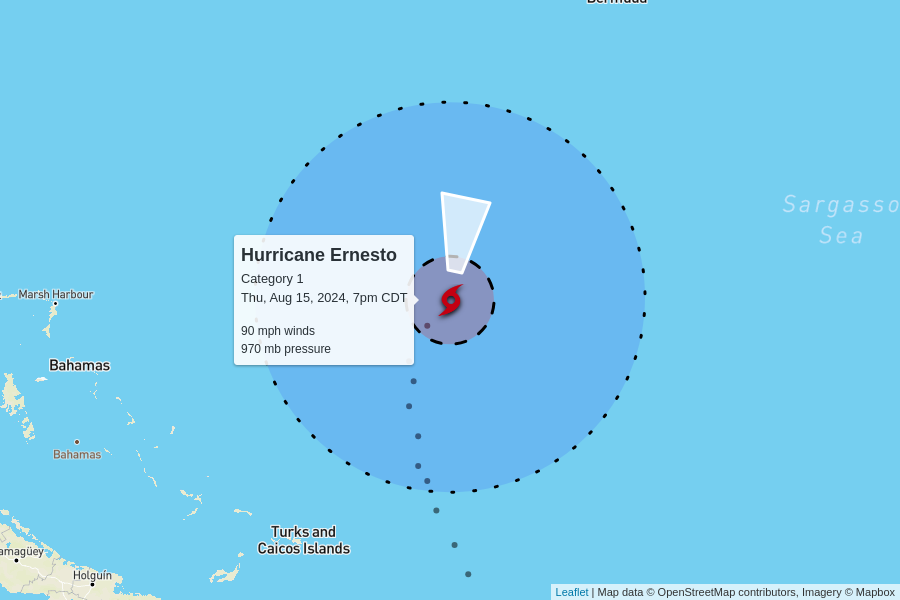 Bermuda
Sargasso
Sea
Hurricane Ernesto
Category 1
Thu, Aug 15, 2024, 7pm CDT
90 mph winds
970 mb pressure
Marsh Harbour
Bahamas
Bahamas
Turks and
Caicos Islands
amagüey
Holguín
Leaflet | Map data © OpenStreetMap contributors, Imagery © Mapbox